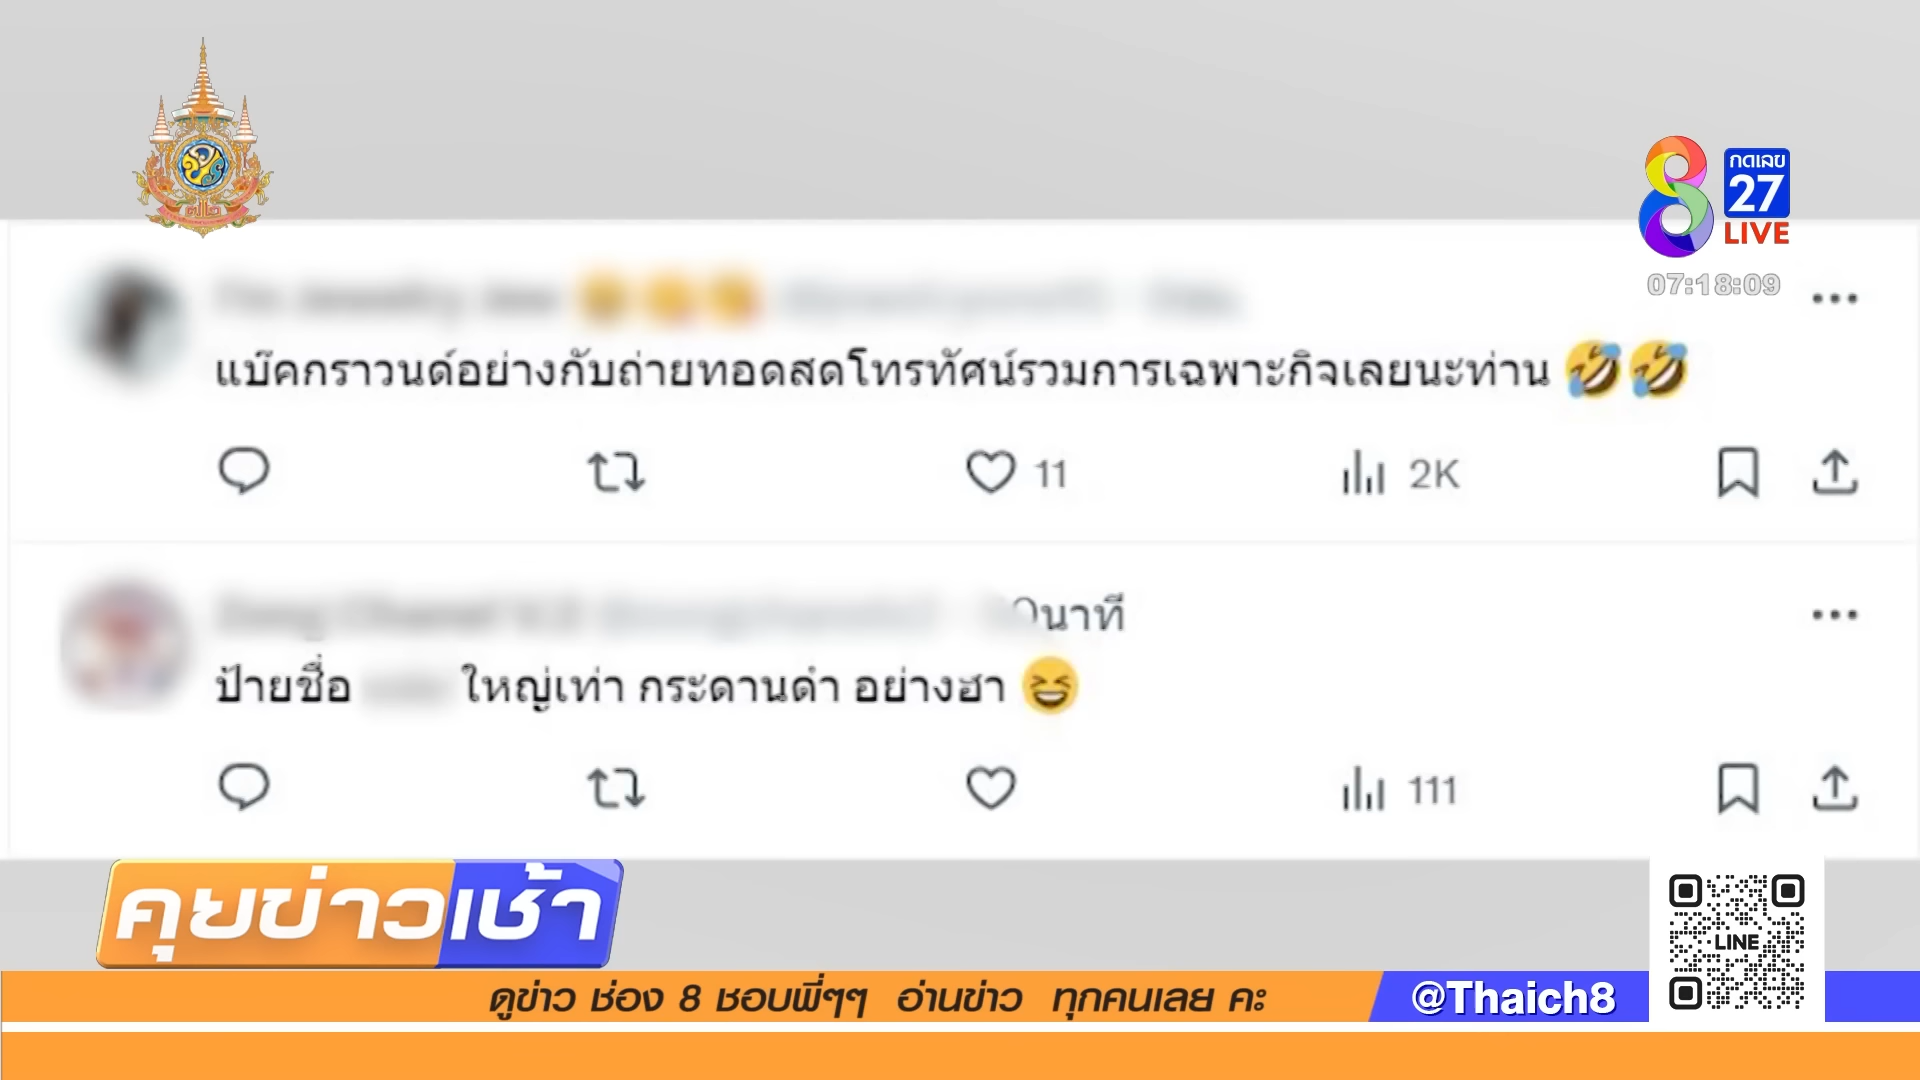 กดเลข
27
LIVE
07:18:09
แบ๊คกราวนด์อย่างกับถ่ายทอดสดโทรทัศน์รวมการเฉพาะกิจเลยนะท่าน 🤣🤣
11
2K
นาที
ป้ายชื่อ ใหญ่เท่า กระดานดำ อย่างฮา 😆
111
คุยข่าวเช้า
LINE
ดูข่าว ช่อง 8 ชอบพี่ๆๆ อ่านข่าว ทุกคนเลย คะ
@Thaich8